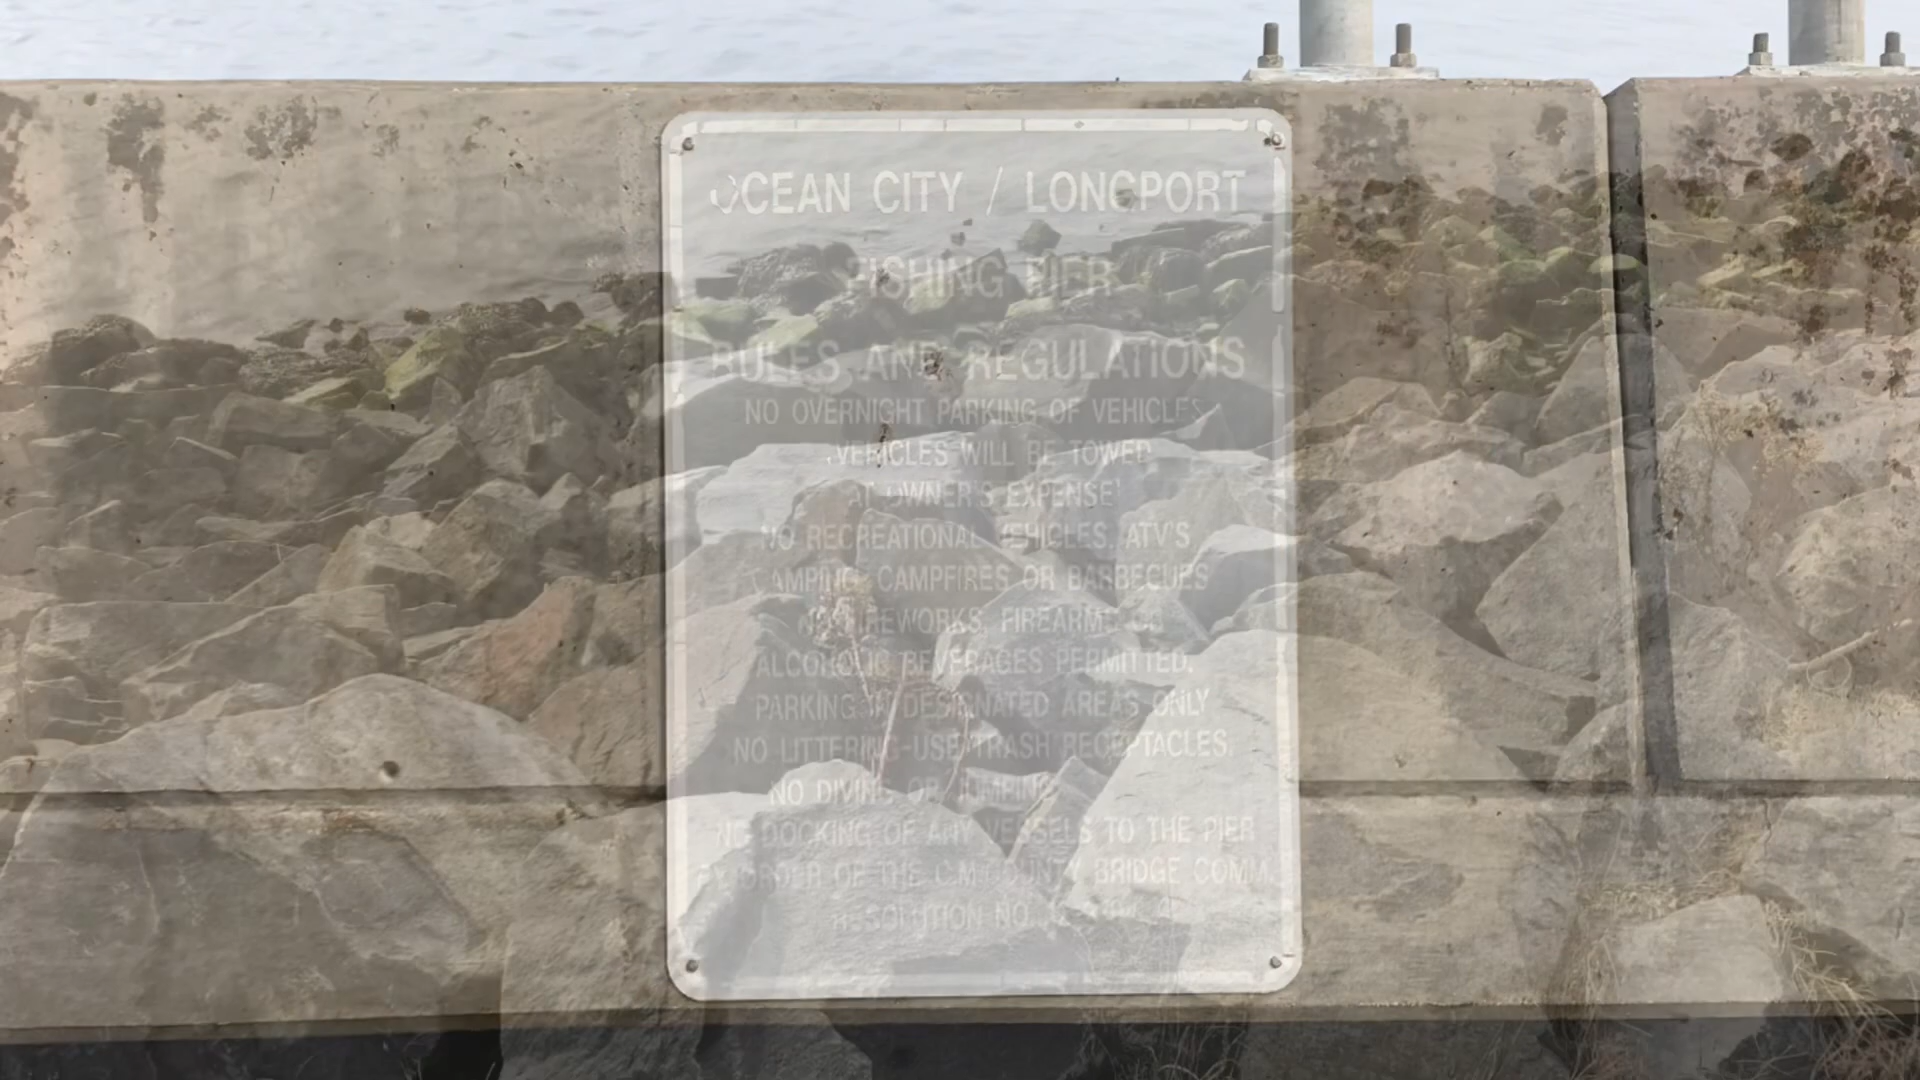 OCEAN CITY / LONGPORT
FISHING PIER
RULES AND REGULATIONS
NO OVERNIGHT PARKING OF VEHICLES
VEHICLES WILL BE TOWED
AT OWNER'S EXPENSE!
NO RECREATIONAL VEHICLES, ATV'S
CAMPING, CAMPFIRES OR BARBECUES
NO FIREWORKS, FIREARMS OR
ALCOHOLIC BEVERAGES PERMITTED.
PARKING IN DESIGNATED AREAS ONLY
NO LITTERING-USE TRASH RECEPTACLES.
NO DIVING OR JUMPING
NO DOCKING OF ANY VESSELS TO THE PIER
BY ORDER OF THE C.M. COUNTY BRIDGE COMM.
RESOLUTION NO.